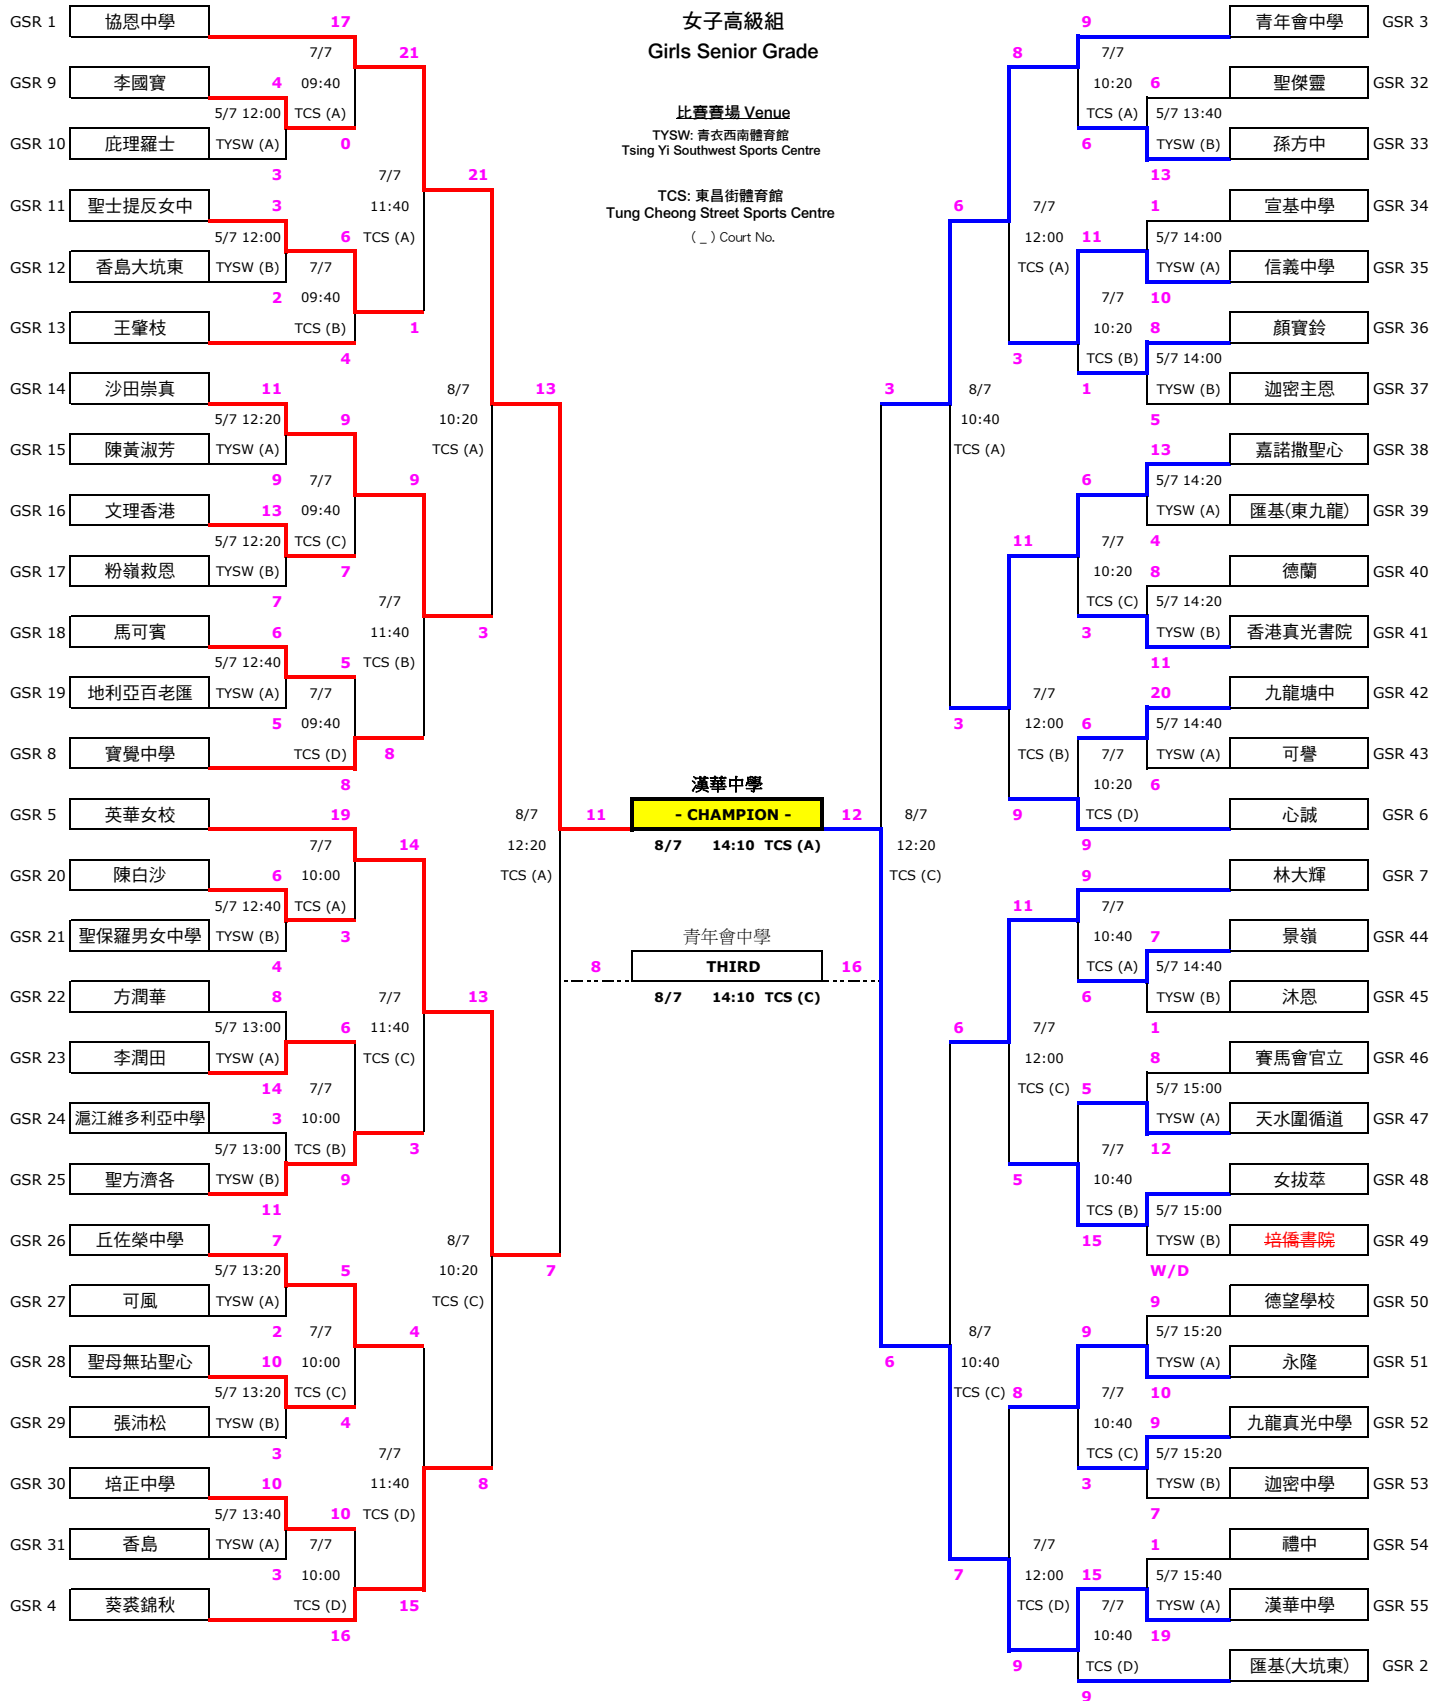 女子高級組
Girls Senior Grade
比賽賽場 Venue
TYSW: 青衣西南體育館
Tsing Yi Southwest Sports Centre
TCS: 東昌街體育館
Tung Cheong Street Sports Centre
( _ ) Court No.
GSR 1 協恩中學 17
7/7 21
GSR 9 李國寶 4 09:40
5/7 12:00 TCS (A)
GSR 10 庇理羅士 TYSW (A) 0
3 7/7 21
GSR 11 聖士提反女中 3 11:40
5/7 12:00 6 TCS (A)
GSR 12 香島大坑東 TYSW (B) 7/7
2 09:40
GSR 13 王肇枝 TCS (B) 1
4
GSR 14 沙田崇真 11 8/7 13
5/7 12:20 9 10:20
GSR 15 陳黃淑芳 TYSW (A) TCS (A)
9 7/7 9
GSR 16 文理香港 13 09:40
5/7 12:20 TCS (C)
GSR 17 粉嶺救恩 TYSW (B) 7
7 7/7
GSR 18 馬可賓 6 11:40 3
5/7 12:40 5 TCS (B)
GSR 19 地利亞百老匯 TYSW (A) 7/7
5 09:40
GSR 8 寶覺中學 TCS (D) 8
8
GSR 5 英華女校 19 8/7 11
7/7 14 12:20
GSR 20 陳白沙 6 10:00 TCS (A)
5/7 12:40 TCS (A)
GSR 21 聖保羅男女中學 TYSW (B) 3
4 8
GSR 22 方潤華 8 7/7 13
5/7 13:00 6 11:40
GSR 23 李潤田 TYSW (A) TCS (C)
14 7/7
GSR 24 滬江維多利亞中學 3 10:00
5/7 13:00 TCS (B) 3
GSR 25 聖方濟各 TYSW (B) 9
11
GSR 26 丘佐榮中學 7 8/7
5/7 13:20 5 10:20 7
GSR 27 可風 TYSW (A) TCS (C)
2 7/7 4
GSR 28 聖母無玷聖心 10 10:00
5/7 13:20 TCS (C)
GSR 29 張沛松 TYSW (B) 4
3 7/7
GSR 30 培正中學 10 11:40 8
5/7 13:40 10 TCS (D)
GSR 31 香島 TYSW (A) 7/7
3 10:00
GSR 4 葵裘錦秋 TCS (D) 15
16
漢華中學
- CHAMPION -
8/7 14:10 TCS (A)
青年會中學
THIRD
8/7 14:10 TCS (C)
9 青年會中學 GSR 3
8 7/7
10:20 6 聖傑靈 GSR 32
TCS (A) 5/7 13:40
6 TYSW (B) 孫方中 GSR 33
13
6 7/7 1 宣基中學 GSR 34
12:00 11 5/7 14:00
TCS (A) TYSW (A) 信義中學 GSR 35
7/7 10
10:20 8 顏寶鈴 GSR 36
3 TCS (B) 5/7 14:00
3 8/7 1 TYSW (B) 迦密主恩 GSR 37
10:40 5
TCS (A) 13 嘉諾撒聖心 GSR 38
6 5/7 14:20
TYSW (A) 匯基(東九龍) GSR 39
11 7/7 4
10:20 8 德蘭 GSR 40
TCS (C) 5/7 14:20
3 TYSW (B) 香港真光書院 GSR 41
11
7/7 20 九龍塘中 GSR 42
3 12:00 6 5/7 14:40
TCS (B) 7/7 TYSW (A) 可譽 GSR 43
10:20 6
12 8/7 9 TCS (D) 心誠 GSR 6
12:20 9
TCS (C) 9 林大輝 GSR 7
11 7/7
10:40 7 景嶺 GSR 44
16 TCS (A) 5/7 14:40
6 TYSW (B) 沐恩 GSR 45
6 7/7 1
12:00 8 賽馬會官立 GSR 46
TCS (C) 5 5/7 15:00
TYSW (A) 天水圍循道 GSR 47
7/7 12
5 10:40 女拔萃 GSR 48
TCS (B) 5/7 15:00
15 TYSW (B) 培僑書院 GSR 49
W/D
9 德望學校 GSR 50
8/7 9 5/7 15:20
6 10:40 TYSW (A) 永隆 GSR 51
TCS (C) 8 7/7 10
10:40 9 九龍真光中學 GSR 52
TCS (C) 5/7 15:20
3 TYSW (B) 迦密中學 GSR 53
7
7/7 1 禮中 GSR 54
7 12:00 15 5/7 15:40
TCS (D) 7/7 TYSW (A) 漢華中學 GSR 55
10:40 19
9 TCS (D) 匯基(大坑東) GSR 2
9